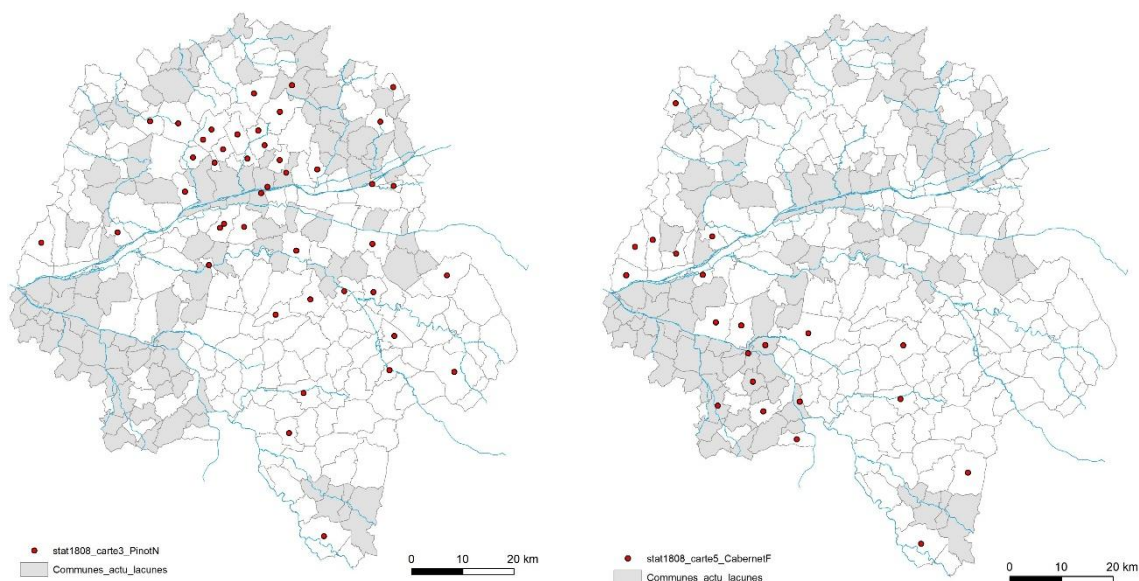 stat1808_carte3_PinotN
Communes_actu_lacunes
0 10 20 km
stat1808_carte5_CabernetF
Communes_actu_lacunes
0 10 20 km